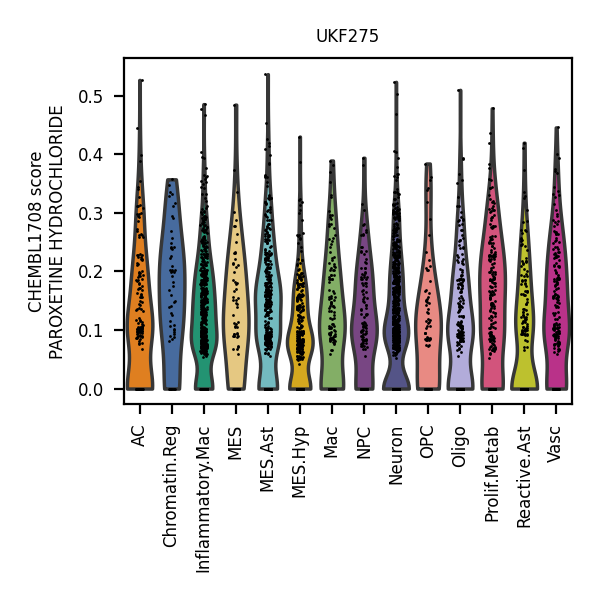 UKF275
CHEMBL1708 score
PAROXETINE HYDROCHLORIDE
0.5
0.4
0.3
0.2
0.1
0.0
AC
Chromatin.Reg
Inflammatory.Mac
MES
MES.Ast
MES.Hyp
Mac
NPC
Neuron
OPC
Oligo
Prolif.Metab
Reactive.Ast
Vasc